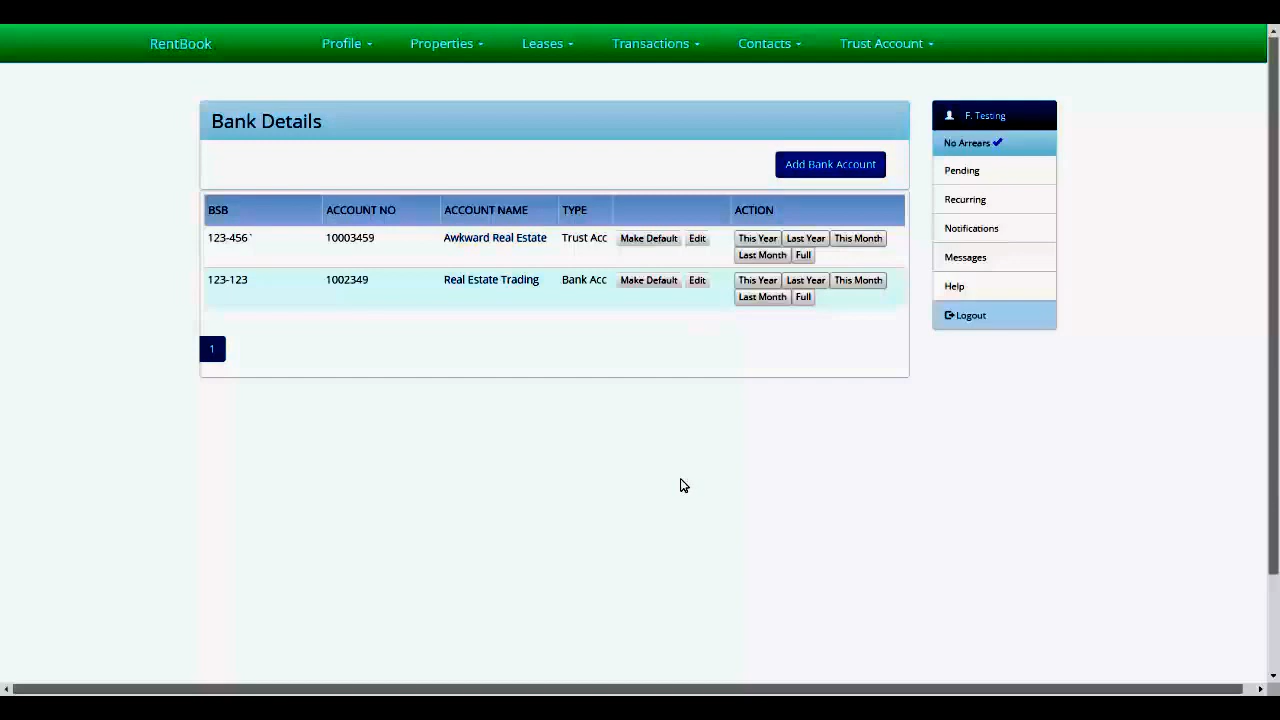 RentBook Profile Properties Leases Transactions Contacts Trust Account
Bank Details
Add Bank Account
BSB ACCOUNT NO ACCOUNT NAME TYPE ACTION
123-456` 10003459 Awkward Real Estate Trust Acc Make Default Edit This Year Last Year This Month
Last Month Full
123-123 1002349 Real Estate Trading Bank Acc Make Default Edit This Year Last Year This Month
Last Month Full
1
F. Testing
No Arrears
Pending
Recurring
Notifications
Messages
Help
Logout